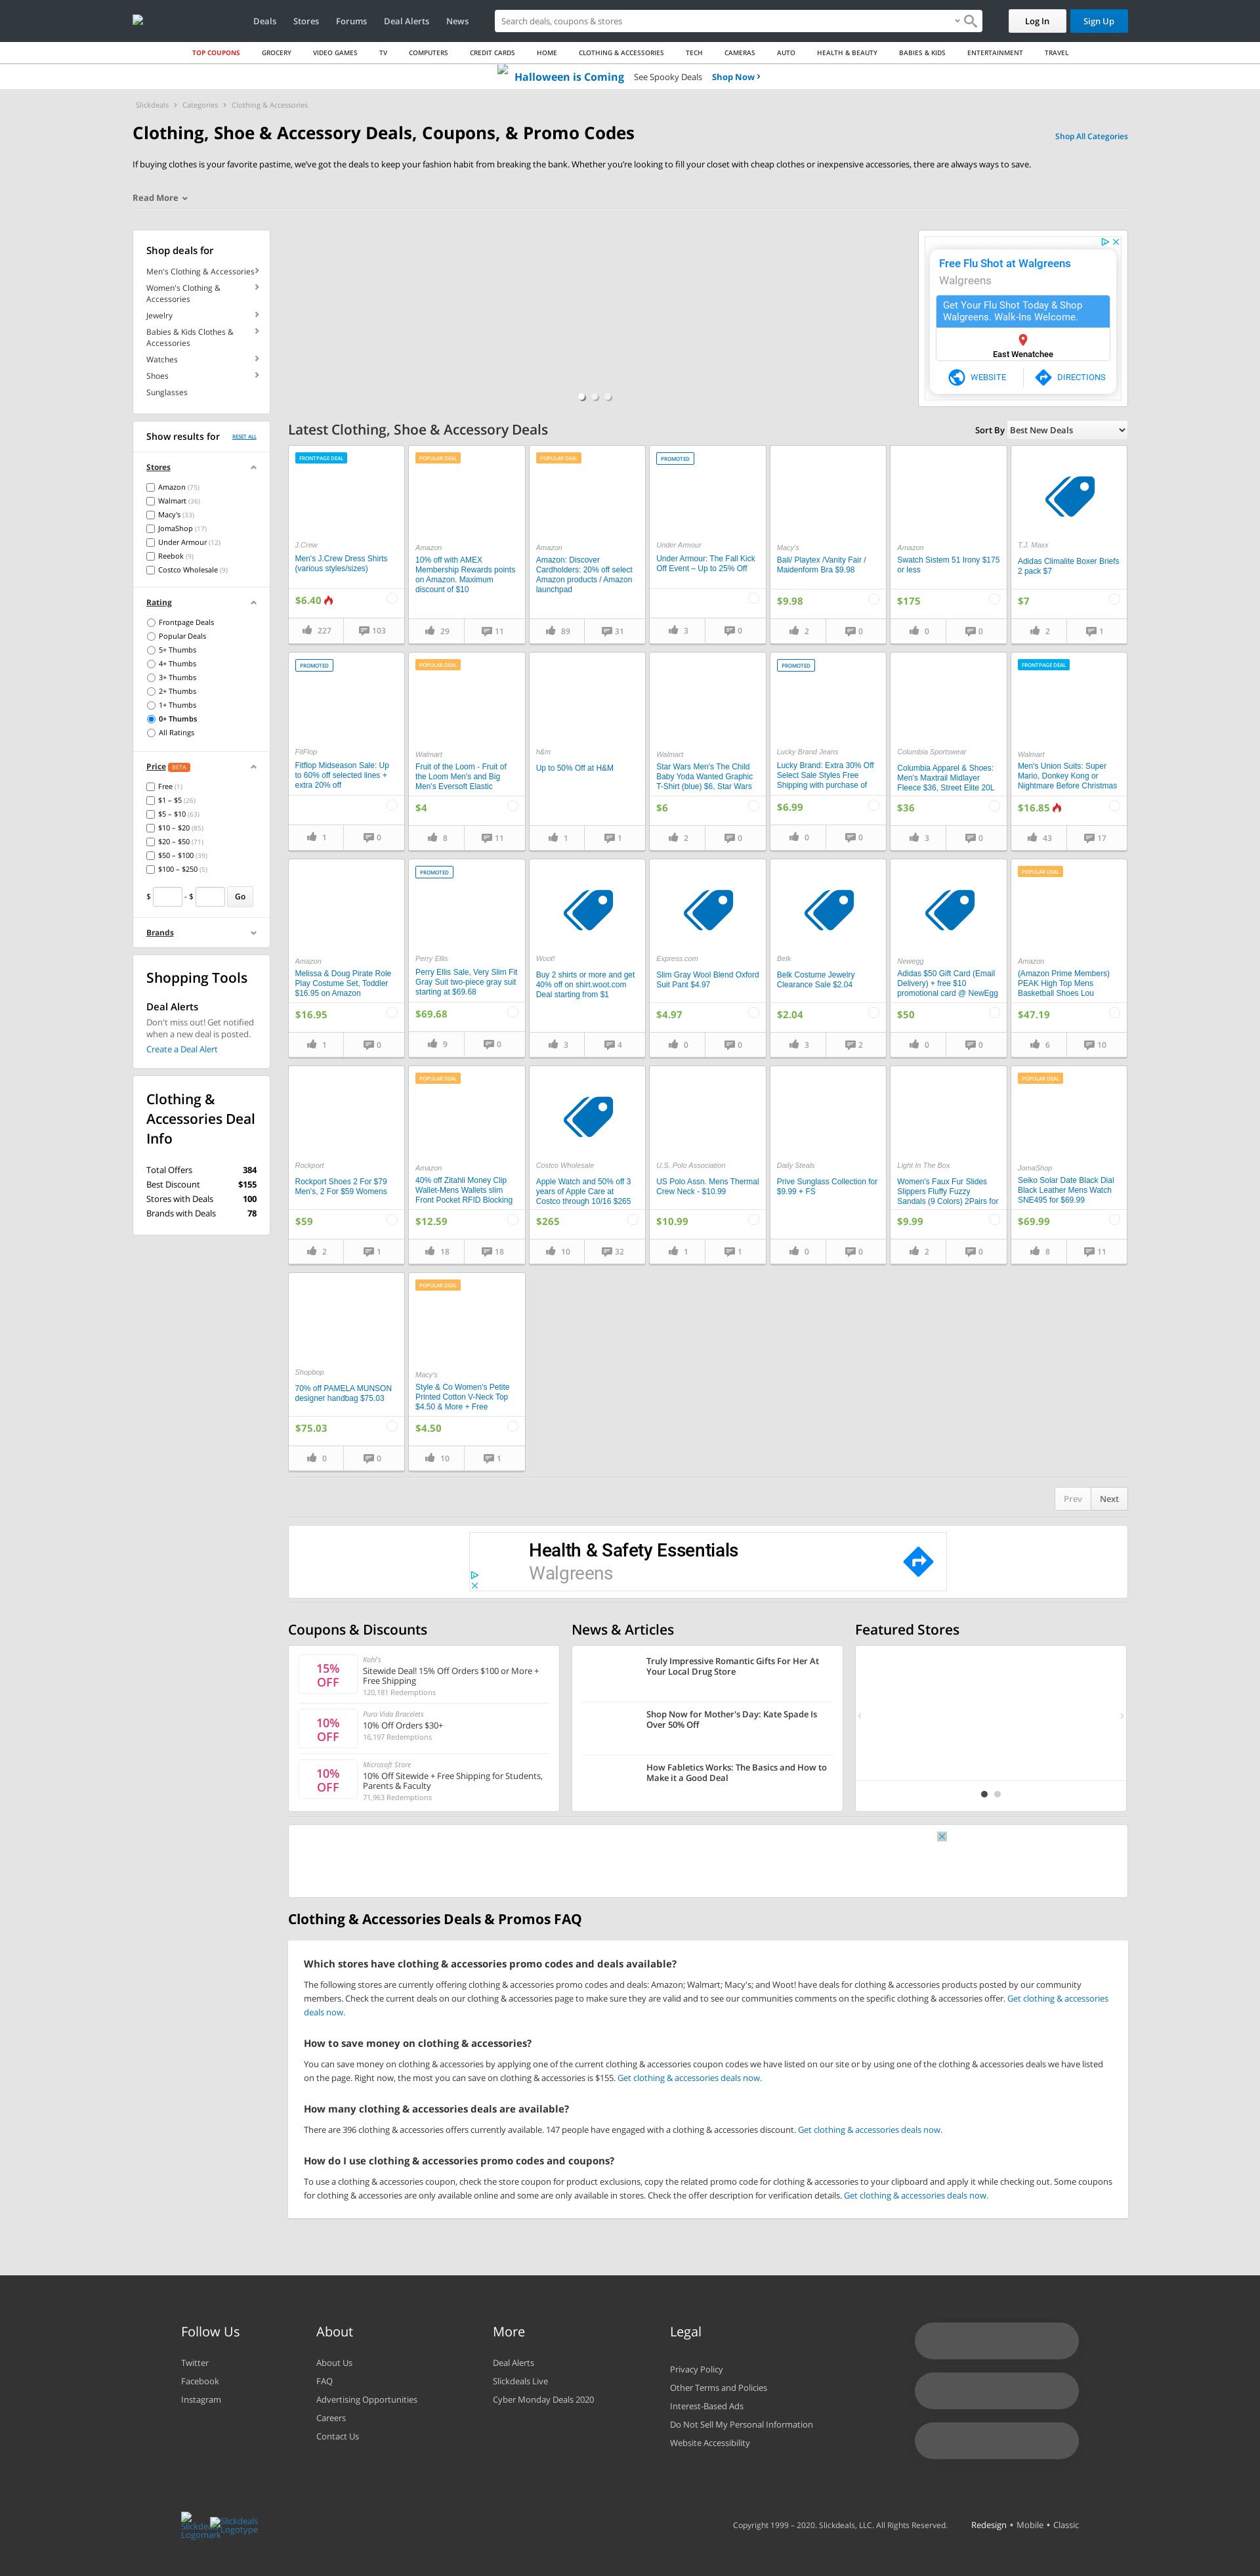 Deals Stores Forums Deal Alerts News
Search deals, coupons & stores
Log In
Sign Up
TOP COUPONS GROCERY VIDEO GAMES TV COMPUTERS CREDIT CARDS HOME CLOTHING & ACCESSORIES TECH CAMERAS AUTO HEALTH & BEAUTY BABIES & KIDS ENTERTAINMENT TRAVEL
Halloween is Coming See Spooky Deals Shop Now
Slickdeals Categories Clothing & Accessories
Clothing, Shoe & Accessory Deals, Coupons, & Promo Codes
Shop All Categories
If buying clothes is your favorite pastime, we've got the deals to keep your fashion habit from breaking the bank. Whether you're looking to fill your closet with cheap clothes or inexpensive accessories, there are always ways to save.
Read More
Shop deals for
Men's Clothing & Accessories
Women's Clothing &
Accessories
Jewelry
Babies & Kids Clothes &
Accessories
Watches
Shoes
Sunglasses
Free Flu Shot at Walgreens
Walgreens
Get Your Flu Shot Today & Shop
Walgreens. Walk-Ins Welcome.
East Wenatchee
WEBSITE
DIRECTIONS
Show results for RESET ALL
Stores
Amazon (75)
Walmart (36)
Macy's (33)
JomaShop (17)
Under Armour (12)
Reebok (9)
Costco Wholesale (9)
Rating
Frontpage Deals
Popular Deals
5+ Thumbs
4+ Thumbs
3+ Thumbs
2+ Thumbs
1+ Thumbs
0+ Thumbs
All Ratings
Price BETA
Free (1)
$1 – $5 (26)
$5 – $10 (63)
$10 – $20 (85)
$20 – $50 (71)
$50 – $100 (39)
$100 – $250 (5)
$ - $ Go
Brands
Shopping Tools
Deal Alerts
Don't miss out! Get notified
when a new deal is posted.
Create a Deal Alert
Clothing &
Accessories Deal
Info
Total Offers 384
Best Discount $155
Stores with Deals 100
Brands with Deals 78
Latest Clothing, Shoe & Accessory Deals
Sort By Best New Deals
FRONTPAGE DEAL
J.Crew
Men's J.Crew Dress Shirts
(various styles/sizes)
$6.40
227 103
POPULAR DEAL
Amazon
10% off with AMEX
Membership Rewards points
on Amazon. Maximum
discount of $10
29 11
POPULAR DEAL
Amazon
Amazon: Discover
Cardholders: 20% off select
Amazon products / Amazon
launchpad
89 31
PROMOTED
Under Armour
Under Armour: The Fall Kick
Off Event – Up to 25% Off
3 0
Macy's
Bali/ Playtex /Vanity Fair /
Maidenform Bra $9.98
$9.98
2 0
Amazon
Swatch Sistem 51 Irony $175
or less
$175
0 0
T.J. Maxx
Adidas Climalite Boxer Briefs
2 pack $7
$7
2 1
PROMOTED
FitFlop
Fitflop Midseason Sale: Up
to 60% off selected lines +
extra 20% off
1 0
POPULAR DEAL
Walmart
Fruit of the Loom - Fruit of
the Loom Men's and Big
Men's Eversoft Elastic
$4
8 11
h&m
Up to 50% Off at H&M
1 1
Walmart
Star Wars Men's The Child
Baby Yoda Wanted Graphic
T-Shirt (blue) $6, Star Wars
$6
2 0
PROMOTED
Lucky Brand Jeans
Lucky Brand: Extra 30% Off
Select Sale Styles Free
Shipping with purchase of
$6.99
0 0
Columbia Sportswear
Columbia Apparel & Shoes:
Men's Maxtrail Midlayer
Fleece $36, Street Elite 20L
$36
3 0
FRONTPAGE DEAL
Walmart
Men's Union Suits: Super
Mario, Donkey Kong or
Nightmare Before Christmas
$16.85
43 17
Amazon
Melissa & Doug Pirate Role
Play Costume Set, Toddler
$16.95 on Amazon
$16.95
1 0
PROMOTED
Perry Ellis
Perry Ellis Sale, Very Slim Fit
Gray Suit two-piece gray suit
starting at $69.68
$69.68
9 0
Woot!
Buy 2 shirts or more and get
40% off on shirt.woot.com
Deal starting from $1
3 4
Express.com
Slim Gray Wool Blend Oxford
Suit Pant $4.97
$4.97
0 0
Belk
Belk Costume Jewelry
Clearance Sale $2.04
$2.04
3 2
Newegg
Adidas $50 Gift Card (Email
Delivery) + free $10
promotional card @ NewEgg
$50
0 0
POPULAR DEAL
Amazon
(Amazon Prime Members)
PEAK High Top Mens
Basketball Shoes Lou
$47.19
6 10
Rockport
Rockport Shoes 2 For $79
Men's, 2 For $59 Womens
$59
2 1
POPULAR DEAL
Amazon
40% off Zitahli Money Clip
Wallet-Mens Wallets slim
Front Pocket RFID Blocking
$12.59
18 18
Costco Wholesale
Apple Watch and 50% off 3
years of Apple Care at
Costco through 10/16 $265
$265
10 32
U.S. Polo Association
US Polo Assn. Mens Thermal
Crew Neck - $10.99
$10.99
1 1
Daily Steals
Prive Sunglass Collection for
$9.99 + FS
0 0
Light In The Box
Women's Faux Fur Slides
Slippers Fluffy Fuzzy
Sandals (9 Colors) 2Pairs for
$9.99
2 0
POPULAR DEAL
JomaShop
Seiko Solar Date Black Dial
Black Leather Mens Watch
SNE495 for $69.99
$69.99
8 11
Shopbop
70% off PAMELA MUNSON
designer handbag $75.03
$75.03
0 0
POPULAR DEAL
Macy's
Style & Co Women's Petite
Printed Cotton V-Neck Top
$4.50 & More + Free
$4.50
10 1
Prev Next
Health & Safety Essentials
Walgreens
Coupons & Discounts
15%
OFF
Kohl's
Sitewide Deal! 15% Off Orders $100 or More +
Free Shipping
120,181 Redemptions
10%
OFF
Pura Vida Bracelets
10% Off Orders $30+
16,197 Redemptions
10%
OFF
Microsoft Store
10% Off Sitewide + Free Shipping for Students,
Parents & Faculty
71,963 Redemptions
News & Articles
Truly Impressive Romantic Gifts For Her At
Your Local Drug Store
Shop Now for Mother's Day: Kate Spade Is
Over 50% Off
How Fabletics Works: The Basics and How to
Make it a Good Deal
Featured Stores
Clothing & Accessories Deals & Promos FAQ
Which stores have clothing & accessories promo codes and deals available?
The following stores are currently offering clothing & accessories promo codes and deals: Amazon; Walmart; Macy's; and Woot! have deals for clothing & accessories products posted by our community
members. Check the current deals on our clothing & accessories page to make sure they are valid and to see our communities comments on the specific clothing & accessories offer. Get clothing & accessories
deals now.
How to save money on clothing & accessories?
You can save money on clothing & accessories by applying one of the current clothing & accessories coupon codes we have listed on our site or by using one of the clothing & accessories deals we have listed
on the page. Right now, the most you can save on clothing & accessories is $155. Get clothing & accessories deals now.
How many clothing & accessories deals are available?
There are 396 clothing & accessories offers currently available. 147 people have engaged with a clothing & accessories discount. Get clothing & accessories deals now.
How do I use clothing & accessories promo codes and coupons?
To use a clothing & accessories coupon, check the store coupon for product exclusions, copy the related promo code for clothing & accessories to your clipboard and apply it while checking out. Some coupons
for clothing & accessories are only available online and some are only available in stores. Check the offer description for verification details. Get clothing & accessories deals now.
Follow Us
Twitter
Facebook
Instagram
About
About Us
FAQ
Advertising Opportunities
Careers
Contact Us
More
Deal Alerts
Slickdeals Live
Cyber Monday Deals 2020
Legal
Privacy Policy
Other Terms and Policies
Interest-Based Ads
Do Not Sell My Personal Information
Website Accessibility
Slickdeals
Logotype
Logomark
Copyright 1999 – 2020. Slickdeals, LLC. All Rights Reserved.
Redesign • Mobile • Classic